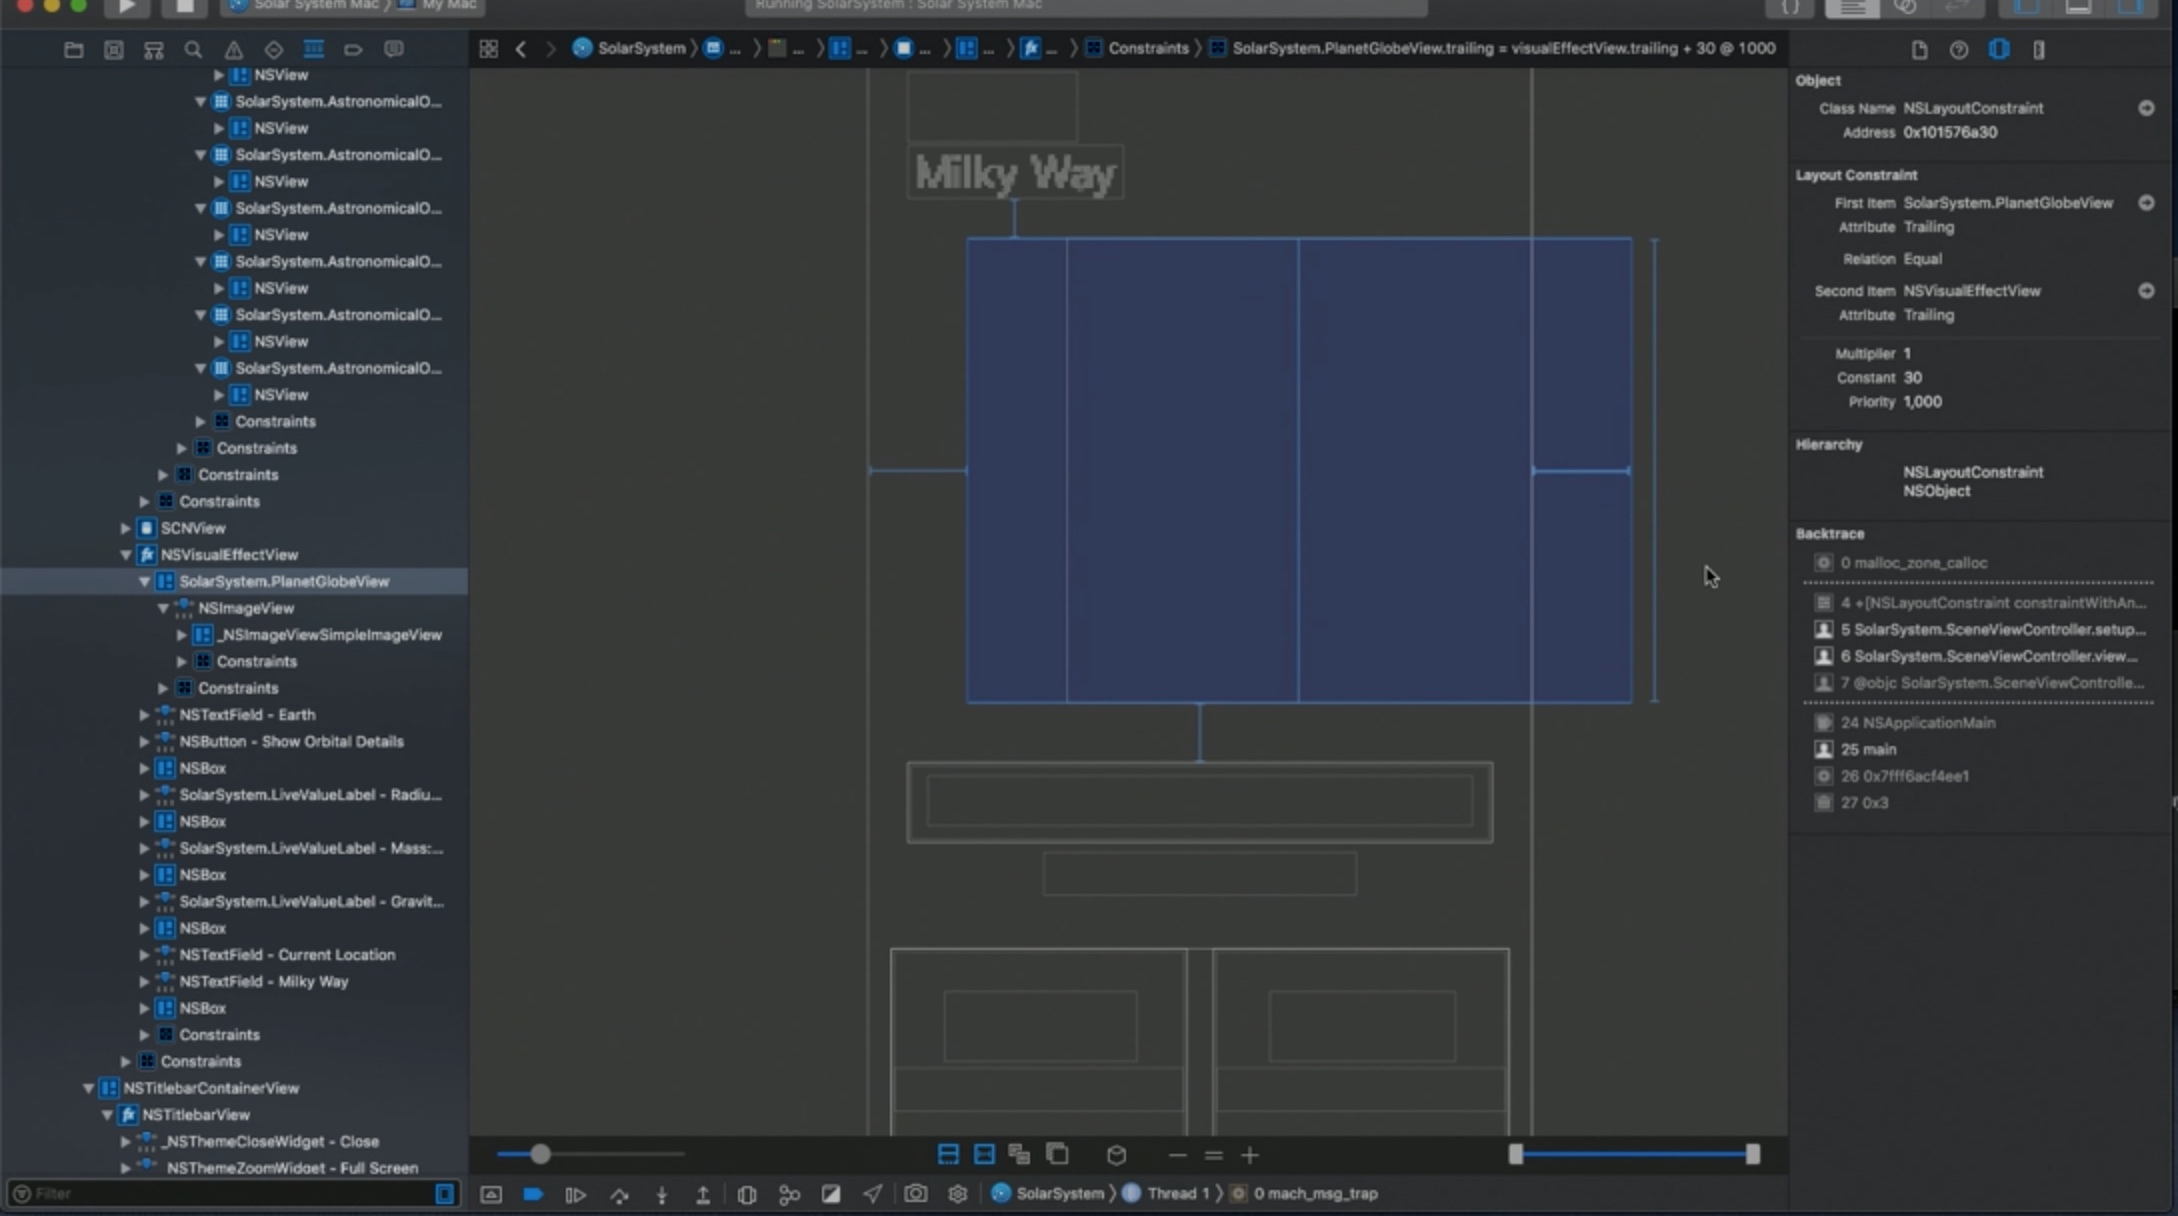 Solar System Mac 〉 My Mac
Running SolarSystem : Solar System Mac
{ }
SolarSystem 〉 ... 〉 ... 〉 ... 〉 ... 〉 ... 〉 ... 〉 Constraints 〉 SolarSystem.PlanetGlobeView.trailing = visualEffectView.trailing + 30 @ 1000
NSView
SolarSystem.AstronomicalO...
NSView
SolarSystem.AstronomicalO...
NSView
SolarSystem.AstronomicalO...
NSView
SolarSystem.AstronomicalO...
NSView
SolarSystem.AstronomicalO...
NSView
SolarSystem.AstronomicalO...
NSView
Constraints
Constraints
Constraints
Constraints
SCNView
NSVisualEffectView
SolarSystem.PlanetGlobeView
NSImageView
_NSImageViewSimpleImageView
Constraints
Constraints
NSTextField - Earth
NSButton - Show Orbital Details
NSBox
SolarSystem.LiveValueLabel - Radiu...
NSBox
SolarSystem.LiveValueLabel - Mass:...
NSBox
SolarSystem.LiveValueLabel - Gravit...
NSBox
NSTextField - Current Location
NSTextField - Milky Way
NSBox
Constraints
Constraints
NSTitlebarContainerView
NSTitlebarView
_NSThemeCloseWidget - Close
_NSThemeZoomWidget - Full Screen
Filter
Milky Way
SolarSystem 〉 Thread 1 〉 0 mach_msg_trap
Object
Class Name NSLayoutConstraint
Address 0x101576a30
Layout Constraint
First Item SolarSystem.PlanetGlobeView
Attribute Trailing
Relation Equal
Second Item NSVisualEffectView
Attribute Trailing
Multiplier 1
Constant 30
Priority 1,000
Hierarchy
NSLayoutConstraint
NSObject
Backtrace
0 malloc_zone_calloc
4 +[NSLayoutConstraint constraintWithAn...
5 SolarSystem.SceneViewController.setup...
6 SolarSystem.SceneViewController.view...
7 @objc SolarSystem.SceneViewControlle...
24 NSApplicationMain
25 main
26 0x7fff6acf4ee1
27 0x3